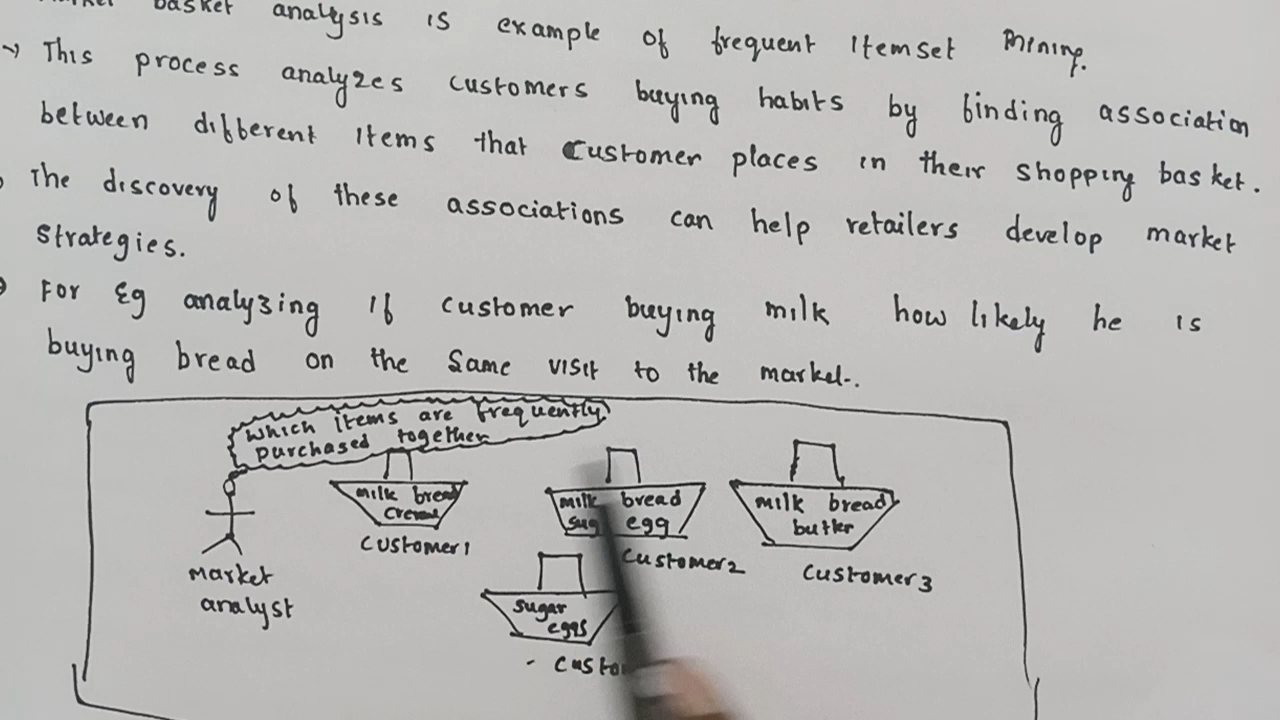 basket analysis is example of frequent Itemset Mining.
→ This process analyzes customers buying habits by finding association
between different Items that Customer places in their shopping basket.
The discovery of these associations can help retailers develop market
strategies.
For Eg analyzing if customer buying milk how likely he is
buying bread on the same visit to the market.
which items are frequently
purchased together
milk bread
customer1
milk bread
egg
customer2
milk bread
butter
customer3
market
analyst
sugar
eggs